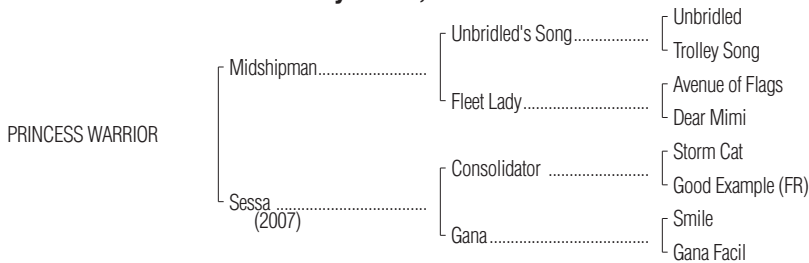 Unbridled
Unbridled's Song.................
Trolley Song
Midshipman.........................
Avenue of Flags
Fleet Lady............................
Dear Mimi
PRINCESS WARRIOR
Storm Cat
Consolidator .......................
Good Example (FR)
Sessa ...................................
(2007)
Smile
Gana.....................................
Gana Facil